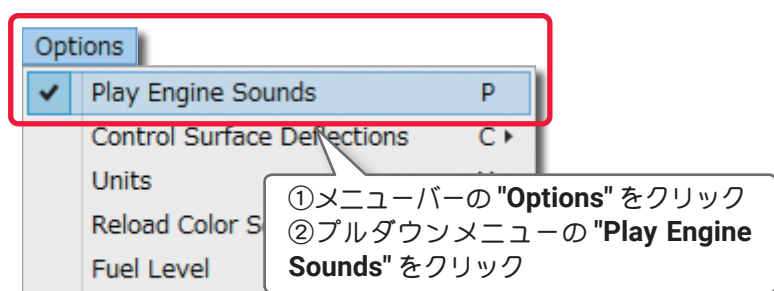 Options
Play Engine Sounds P
Control Surface Deflections C
Units
Reload Color
Fuel Level
①メニューバーの "Options" をクリック
②プルダウンメニューの "Play Engine
Sounds" をクリック